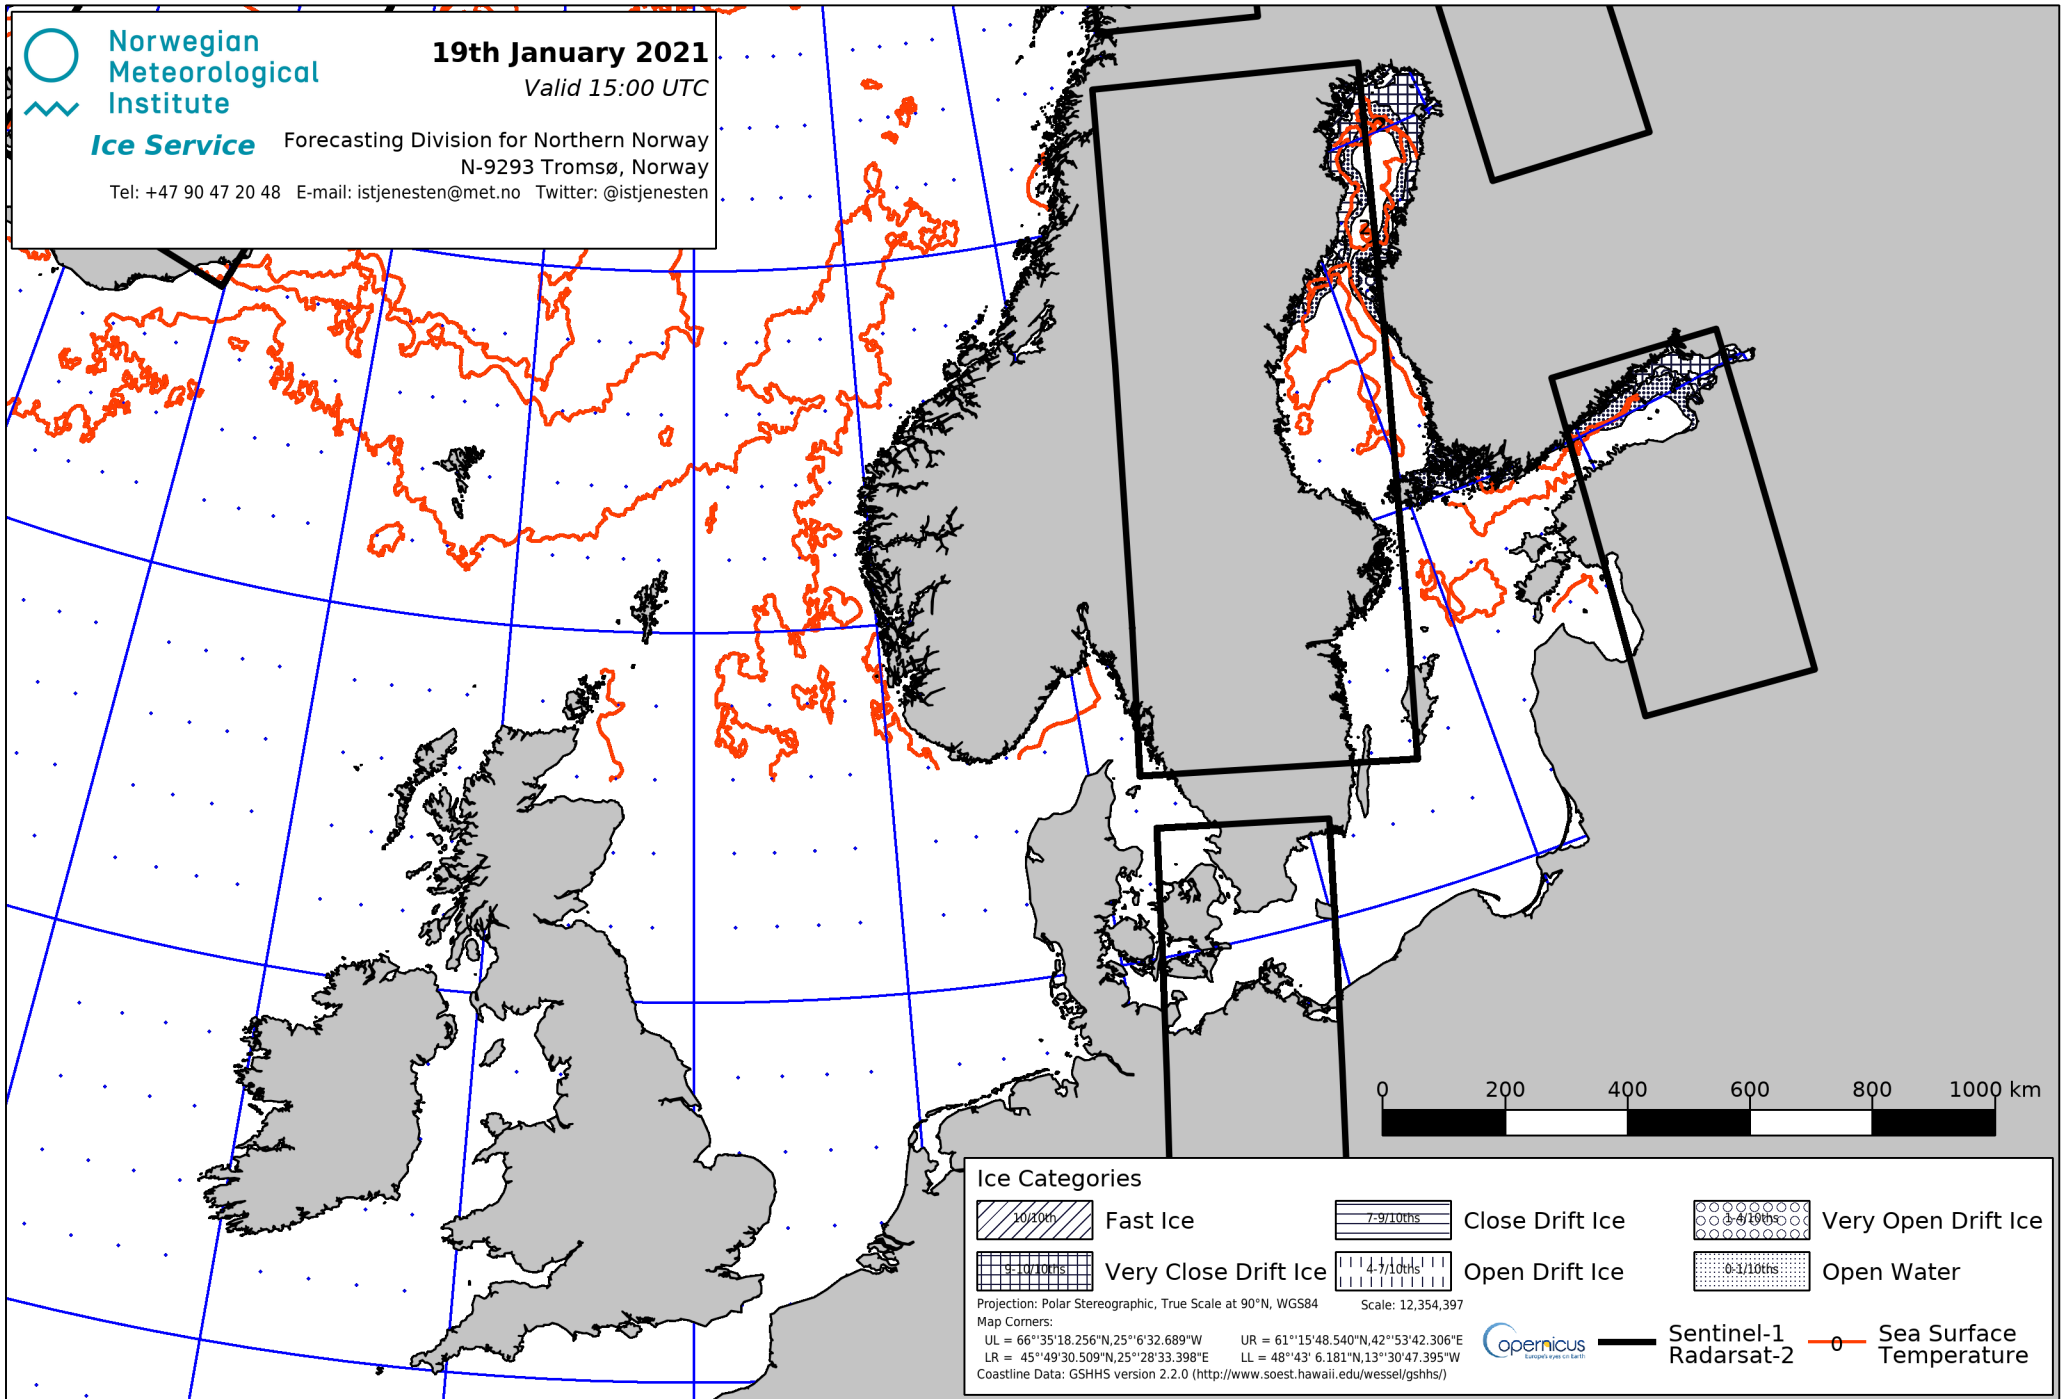 Norwegian
Meteorological
Institute
Ice Service
19th January 2021
Valid 15:00 UTC
Forecasting Division for Northern Norway
N-9293 Tromsø, Norway
Tel: +47 90 47 20 48 E-mail: istjenesten@met.no Twitter: @istjenesten
2
0 200 400 600 800 1000 km
Ice Categories
10/10th Fast Ice 7-9/10ths Close Drift Ice 1-4/10ths Very Open Drift Ice
9-10/10ths Very Close Drift Ice 4-7/10ths Open Drift Ice 0-1/10ths Open Water
Projection: Polar Stereographic, True Scale at 90°N, WGS84 Scale: 12,354,397
Map Corners:
UL = 66°'35'18.256"N,25°'6'32.689"W UR = 61°'15'48.540"N,42°'53'42.306"E
LR = 45°'49'30.509"N,25°'28'33.398"E LL = 48°'43' 6.181"N,13°'30'47.395"W
Coastline Data: GSHHS version 2.2.0 (http://www.soest.hawaii.edu/wessel/gshhs/)
opernicus
Europe's eyes on Earth
Sentinel-1
Radarsat-2
0
Sea Surface
Temperature